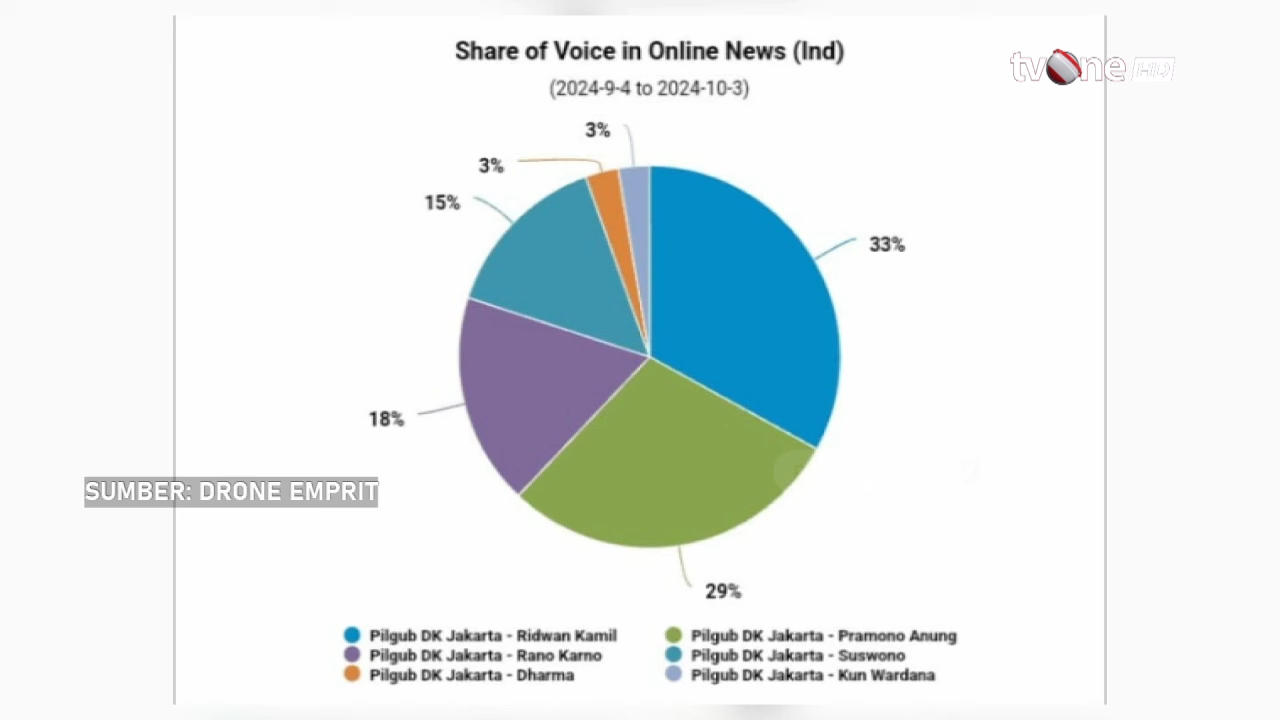 Share of Voice in Online News (Ind)
(2024-9-4 to 2024-10-3)
tvOne HD
3%
3%
15%
33%
18%
SUMBER: DRONE EMPRIT
29%
Pilgub DK Jakarta - Ridwan Kamil
Pilgub DK Jakarta - Pramono Anung
Pilgub DK Jakarta - Rano Karno
Pilgub DK Jakarta - Suswono
Pilgub DK Jakarta - Dharma
Pilgub DK Jakarta - Kun Wardana